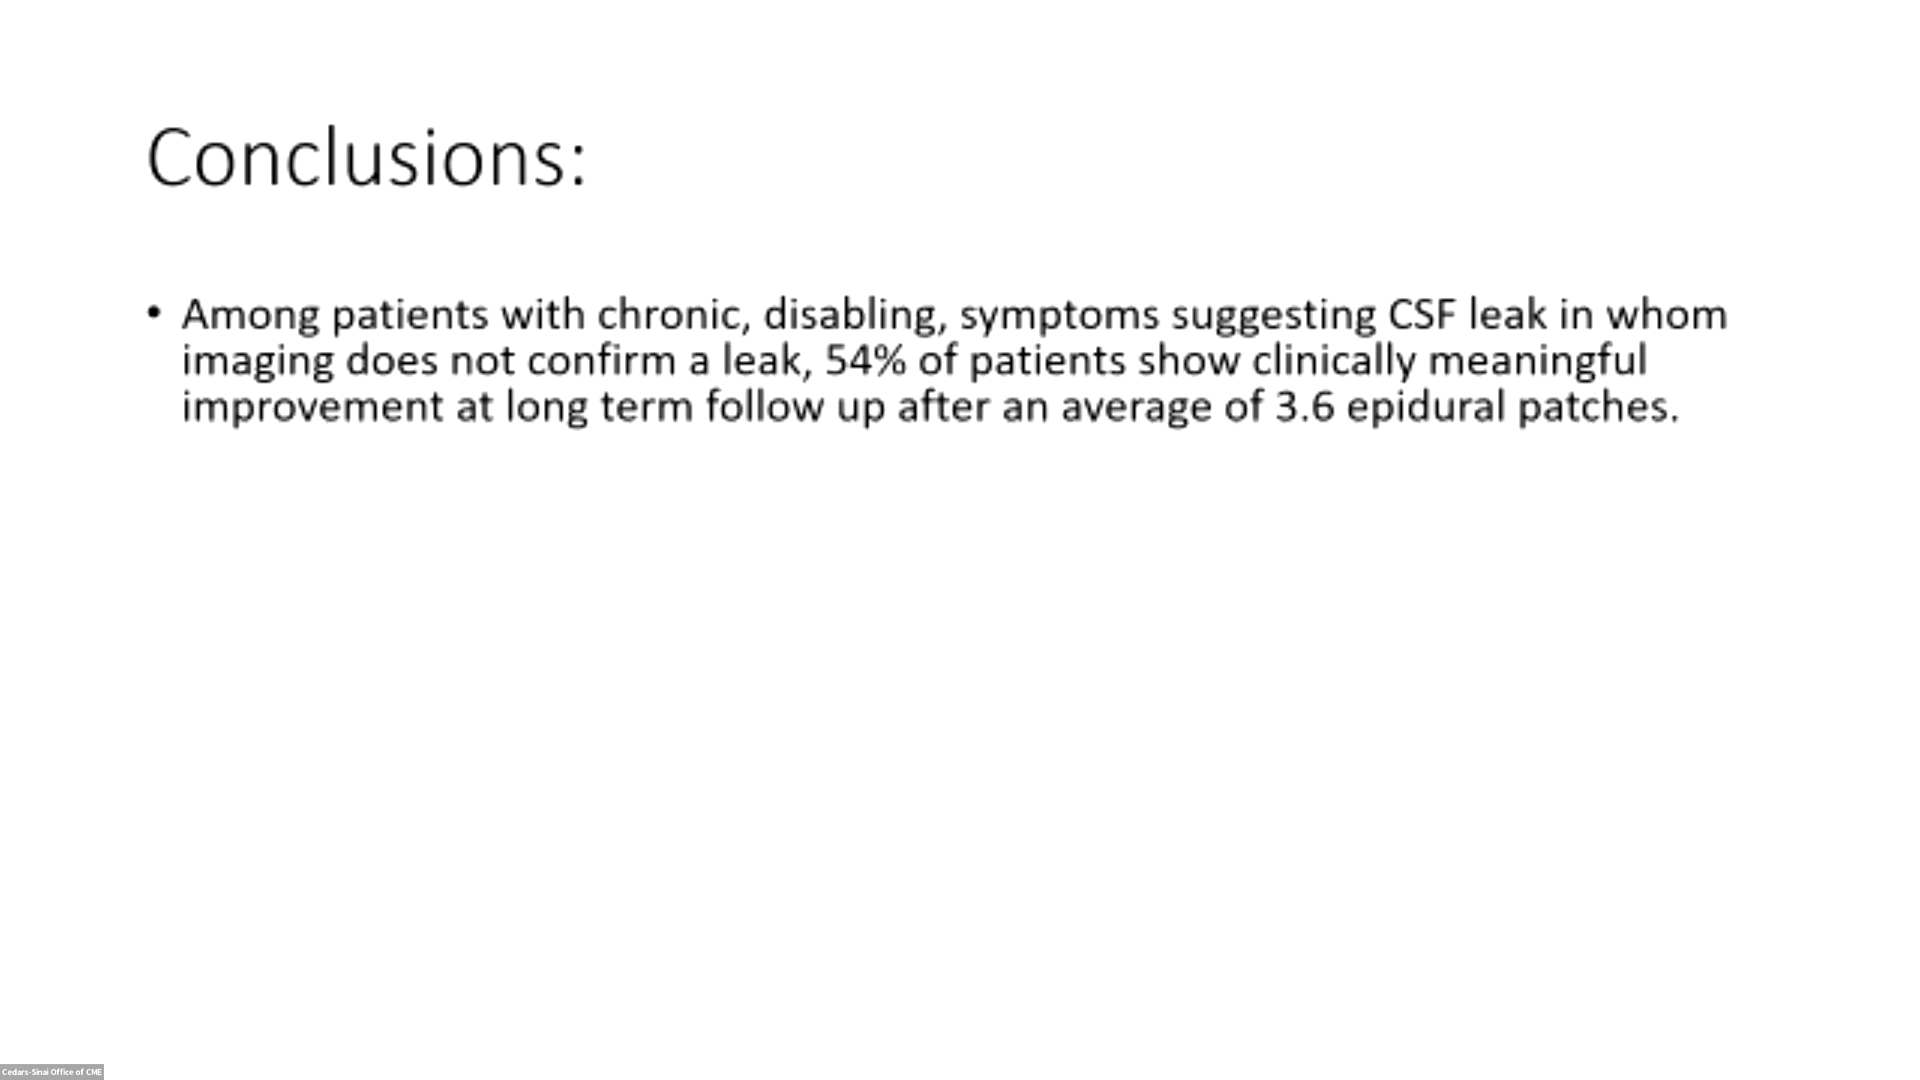 Conclusions:
• Among patients with chronic, disabling, symptoms suggesting CSF leak in whom
imaging does not confirm a leak, 54% of patients show clinically meaningful
improvement at long term follow up after an average of 3.6 epidural patches.
Cedars-Sinai Office of CME